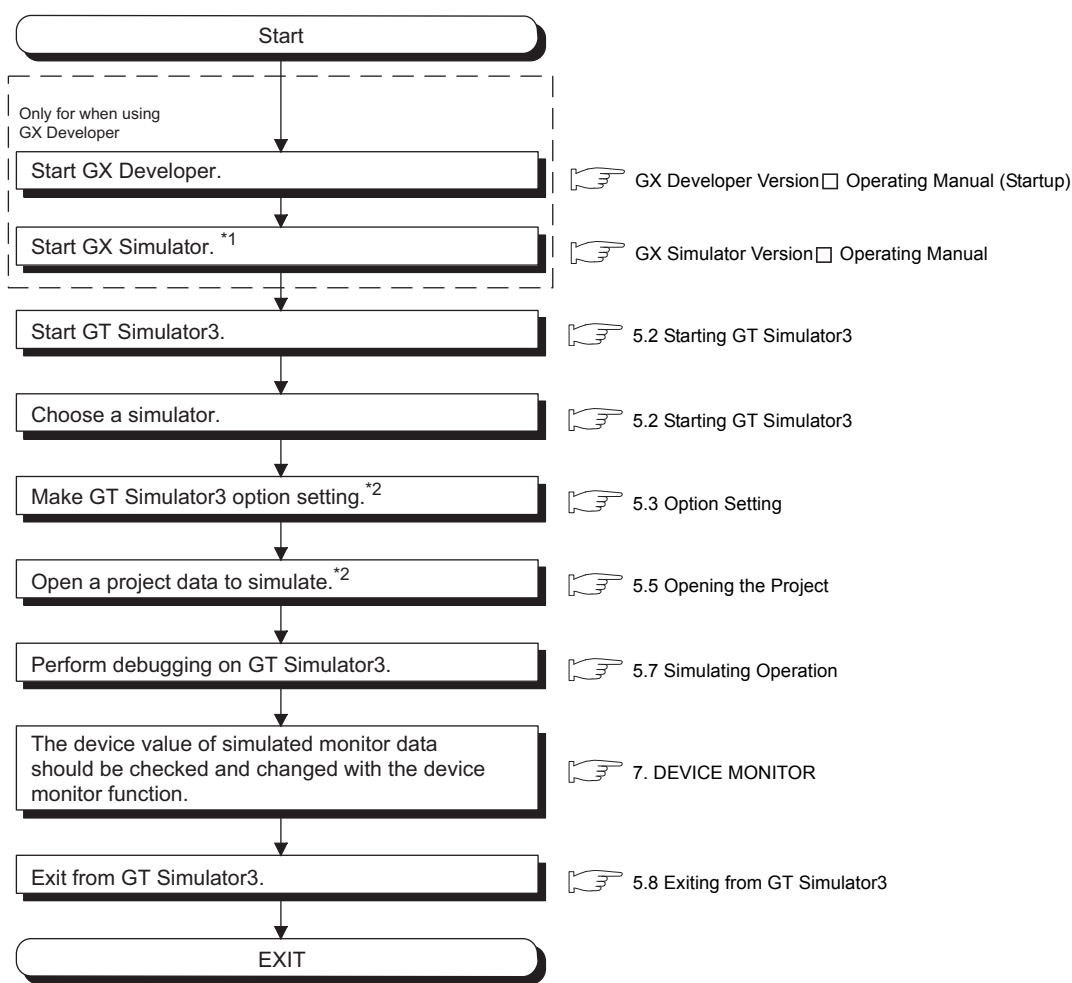 Start
Only for when using
GX Developer
Start GX Developer.
GX Developer Version□ Operating Manual (Startup)
Start GX Simulator. *1
GX Simulator Version□ Operating Manual
Start GT Simulator3.
5.2 Starting GT Simulator3
Choose a simulator.
5.2 Starting GT Simulator3
Make GT Simulator3 option setting.*2
5.3 Option Setting
Open a project data to simulate.*2
5.5 Opening the Project
Perform debugging on GT Simulator3.
5.7 Simulating Operation
The device value of simulated monitor data
should be checked and changed with the device
monitor function.
7. DEVICE MONITOR
Exit from GT Simulator3.
5.8 Exiting from GT Simulator3
EXIT